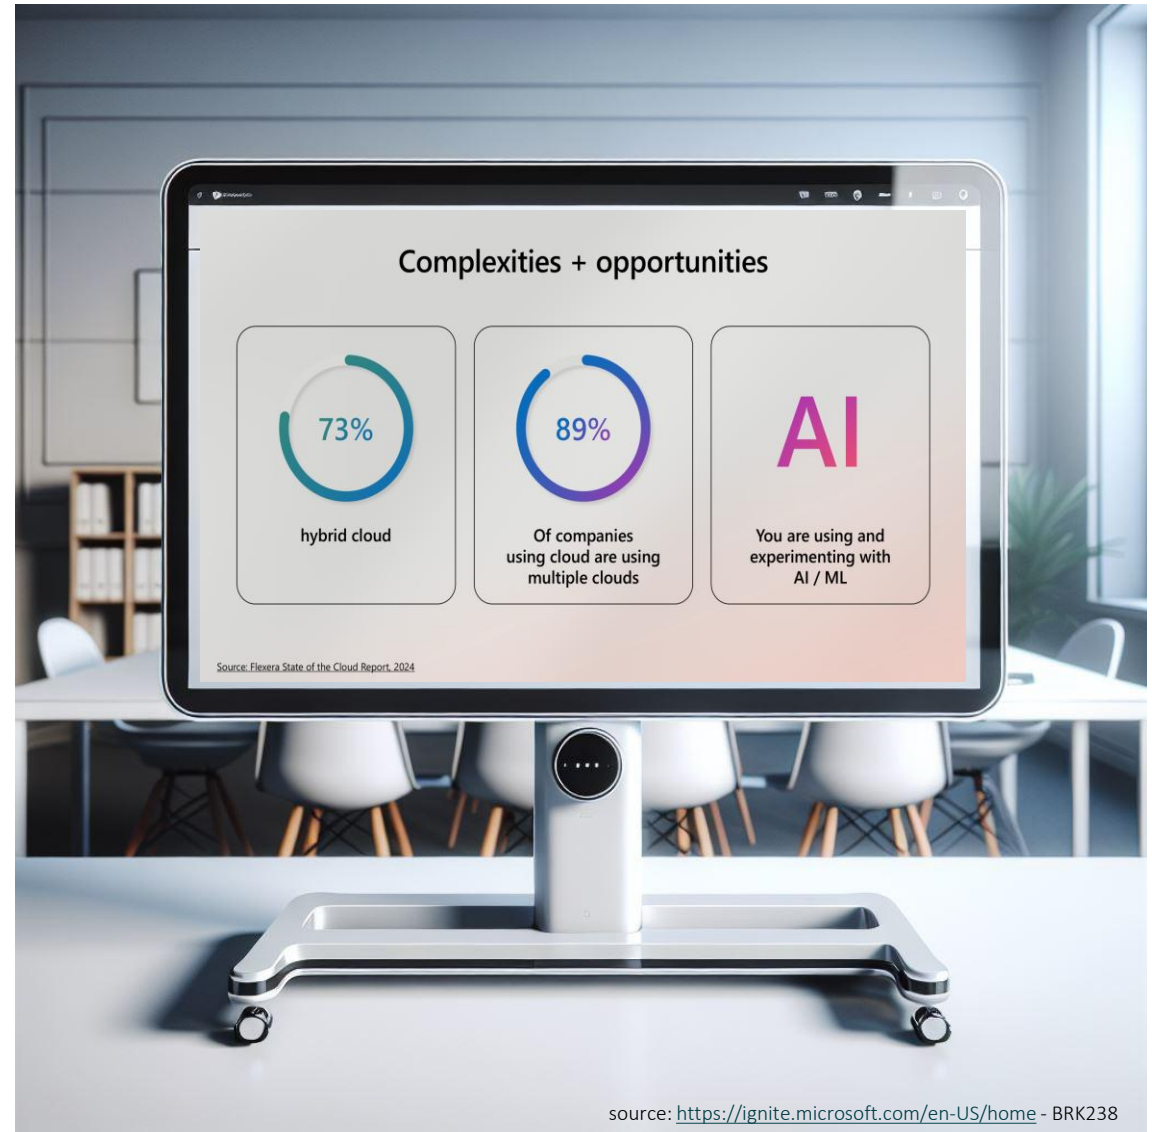 Complexities + opportunities
73%
hybrid cloud
89%
Of companies
using cloud are using
multiple clouds
AI
You are using and
experimenting with
AI / ML
Source: Flexera State of the Cloud Report, 2024
source: https://ignite.microsoft.com/en-US/home - BRK238